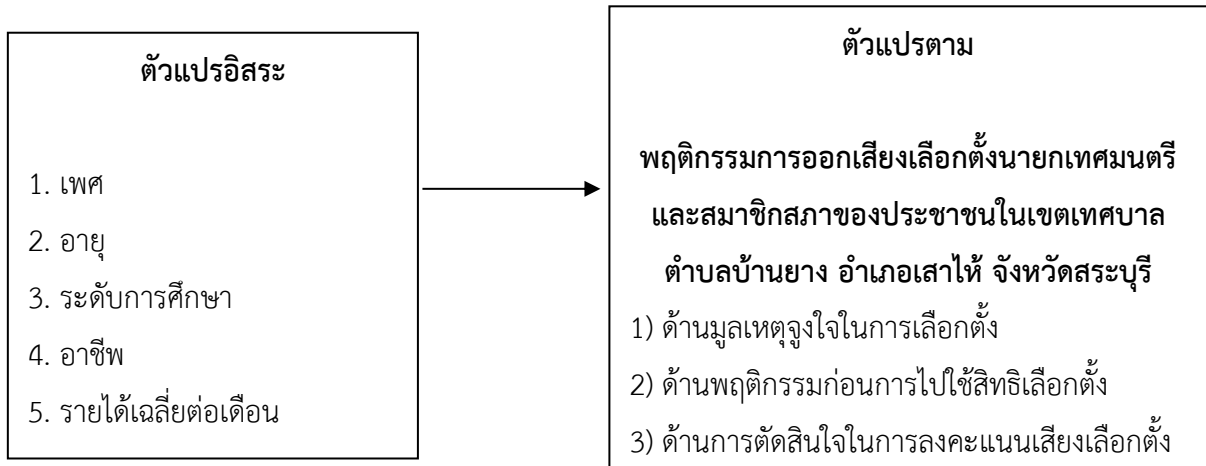 ตัวแปรอิสระ
1. เพศ
2. อายุ
3. ระดับการศึกษา
4. อาชีพ
5. รายได้เฉลี่ยต่อเดือน
ตัวแปรตาม
พฤติกรรมการออกเสียงเลือกตั้งนายกเทศมนตรี
และสมาชิกสภาของประชาชนในเขตเทศบาล
ตำบลบ้านยาง อำเภอเสาไห้ จังหวัดสระบุรี
1) ด้านมูลเหตุจูงใจในการเลือกตั้ง
2) ด้านพฤติกรรมก่อนการไปใช้สิทธิเลือกตั้ง
3) ด้านการตัดสินใจในการลงคะแนนเสียงเลือกตั้ง